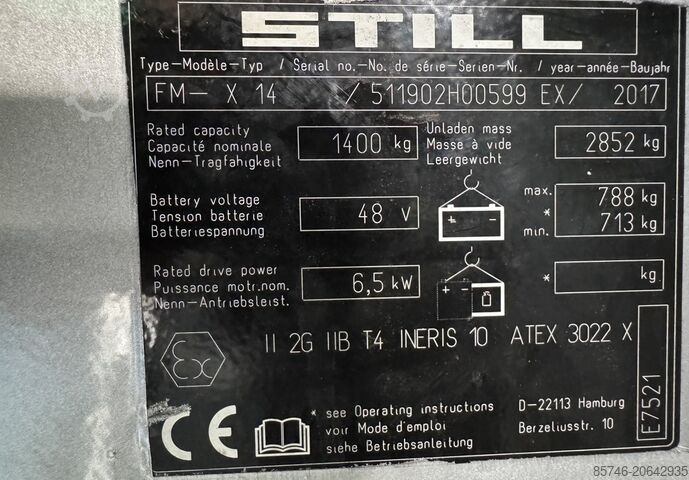 STILL
Type-Modèle-Typ / Serial no.-No. de série-Serien-Nr. / year-année-Baujahr
FM- X 14 / 511902H00599 EX/ 2017
Rated capacity
Capacité nominale
Nenn-Tragfähigkeit
1400 kg
Unladen mass
Masse à vide
Leergewicht
2852 kg
Battery voltage
Tension batterie
Batteriespannung
48 V
+ -
max. 788 kg
*
min. 713 kg
Rated drive power
Puissance motr.nom.
Nenn-Antriebsleist.
6,5 kW
+ -
* kg
Ex
II 2G IIB T4 INERIS 10 ATEX 3022 X
E7521
CE
* see Operating instructions
voir Mode d'emploi
siehe Betriebsanleitung
D-22113 Hamburg
Berzeliusstr. 10
85746-20642935